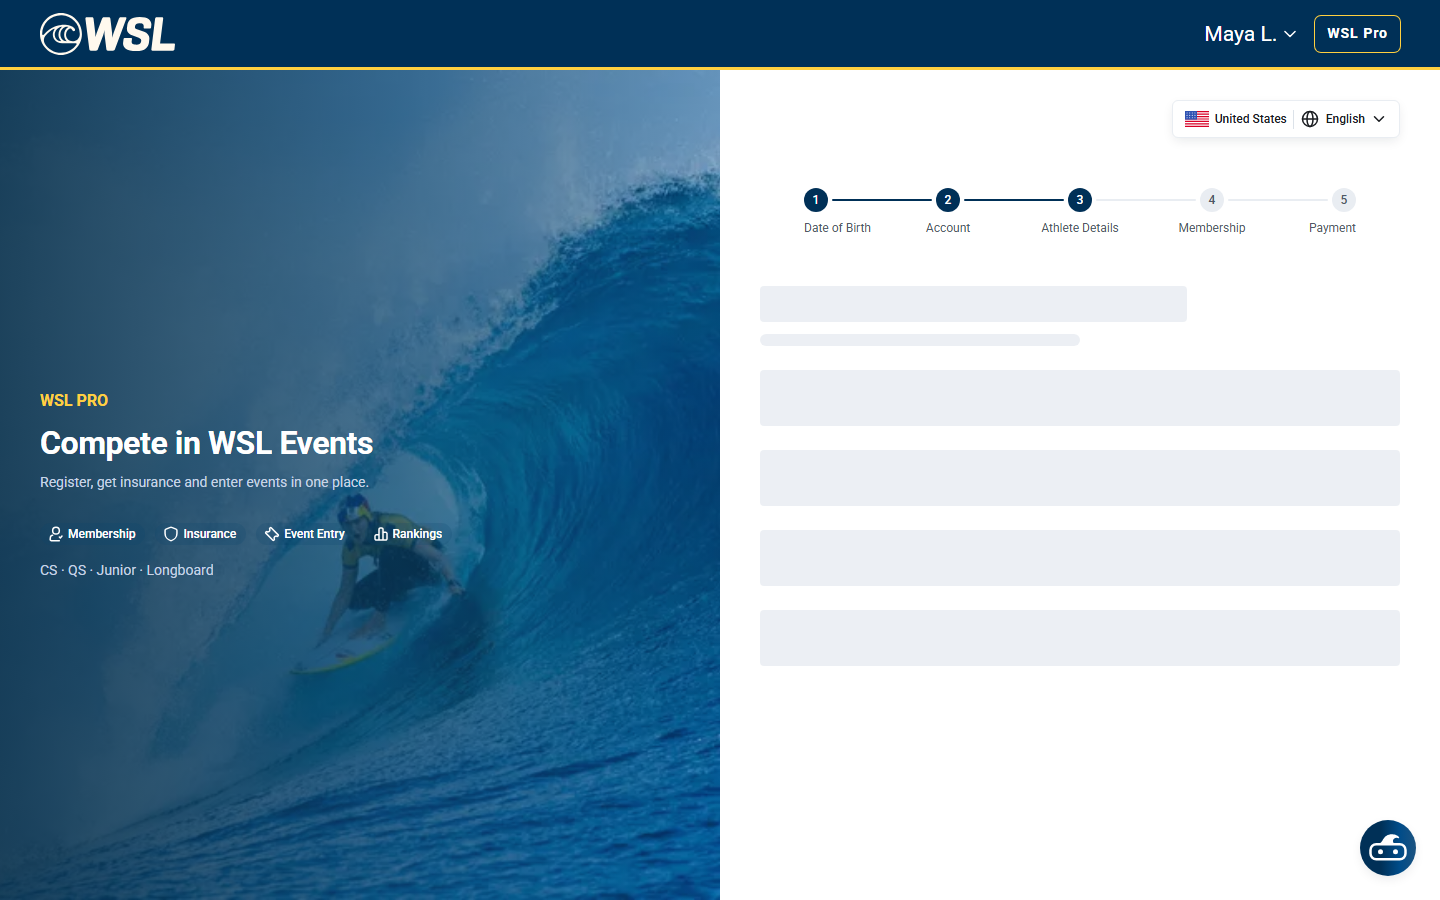 WSL
Maya L.
WSL Pro
United States
English
1
2
3
4
5
Date of Birth
Account
Athlete Details
Membership
Payment
WSL PRO
Compete in WSL Events
Register, get insurance and enter events in one place.
Membership
Insurance
Event Entry
Rankings
CS · QS · Junior · Longboard